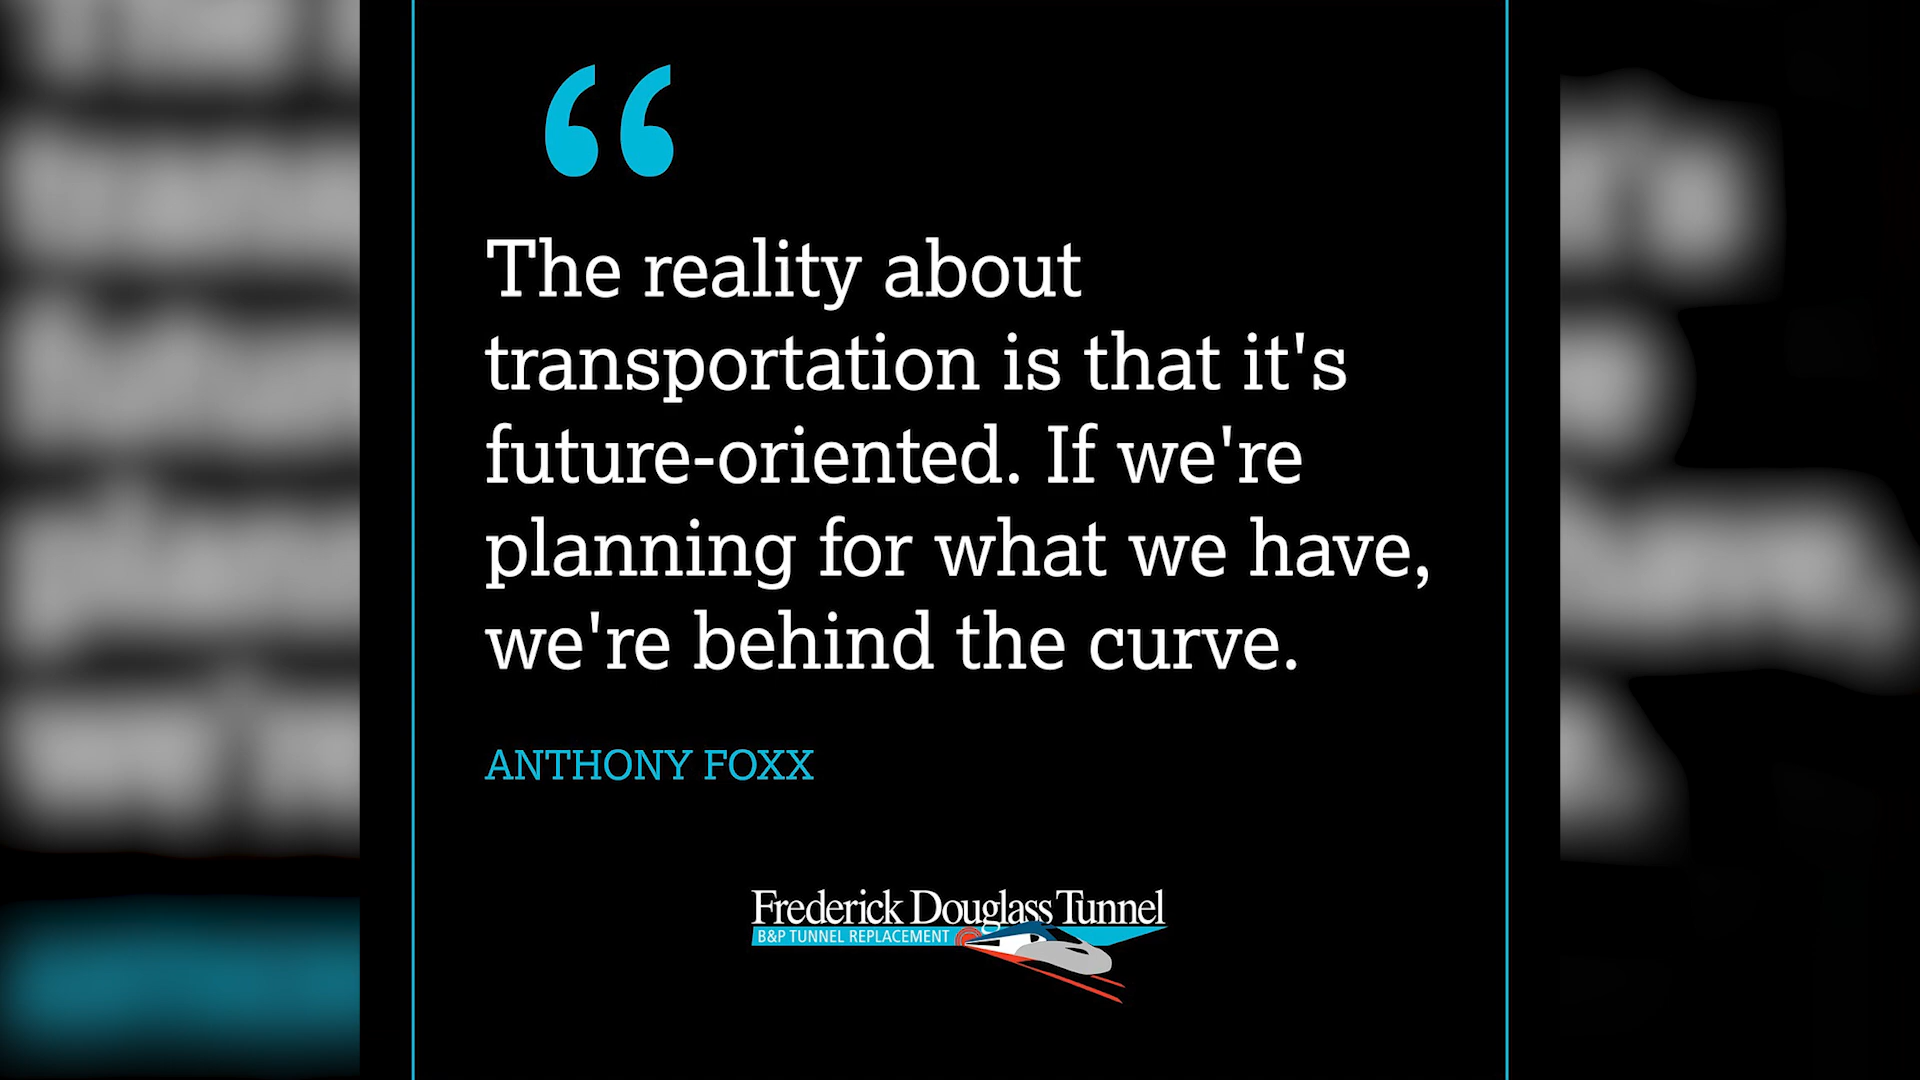 “
The reality about
transportation is that it's
future-oriented. If we're
planning for what we have,
we're behind the curve.
ANTHONY FOXX
Frederick Douglass Tunnel
B&P TUNNEL REPLACEMENT